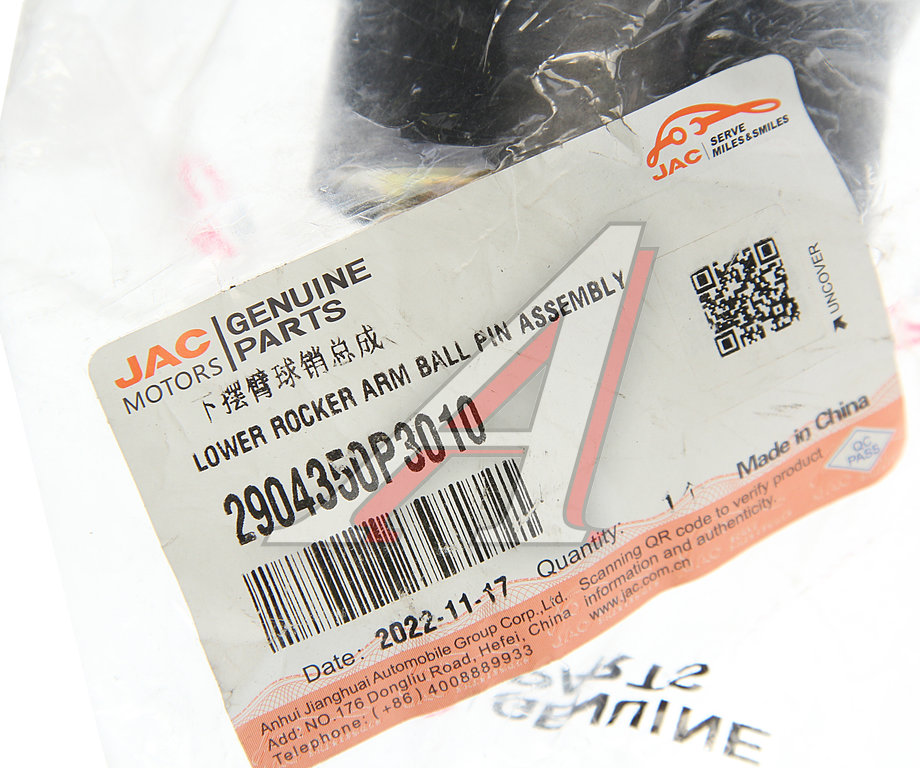 JAC
SERVE
MILES&SMILES
JAC
MOTORS
GENUINE
PARTS
下摆臂球销总成
LOWER ROCKER ARM BALL PIN ASSEMBLY
2904350P3010
UNCOVER
Made in China
QC
PASS
Date: 2022-11-17
Quantity: 1个
Scanning QR code to verify product
information and authenticity.
www.jac.com.cn
Anhui Jianghuai Automobile Group Corp.,Ltd.
Add: NO.176 Dongliu Road, Hefei, China
Telephone: (+86) 4008889933
GENUINE
PARTS